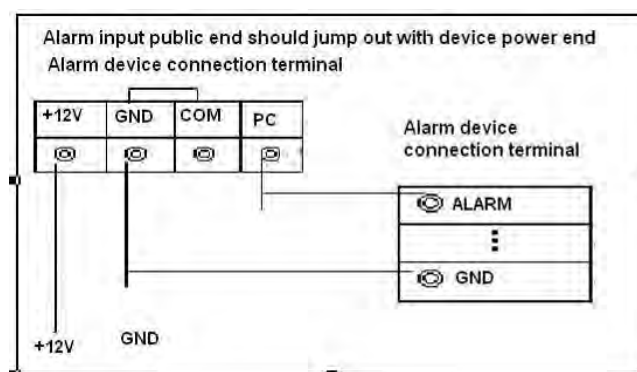 Alarm input public end should jump out with device power end
Alarm device connection terminal
+12V GND COM PC
Alarm device
connection terminal
ALARM
GND
+12V GND